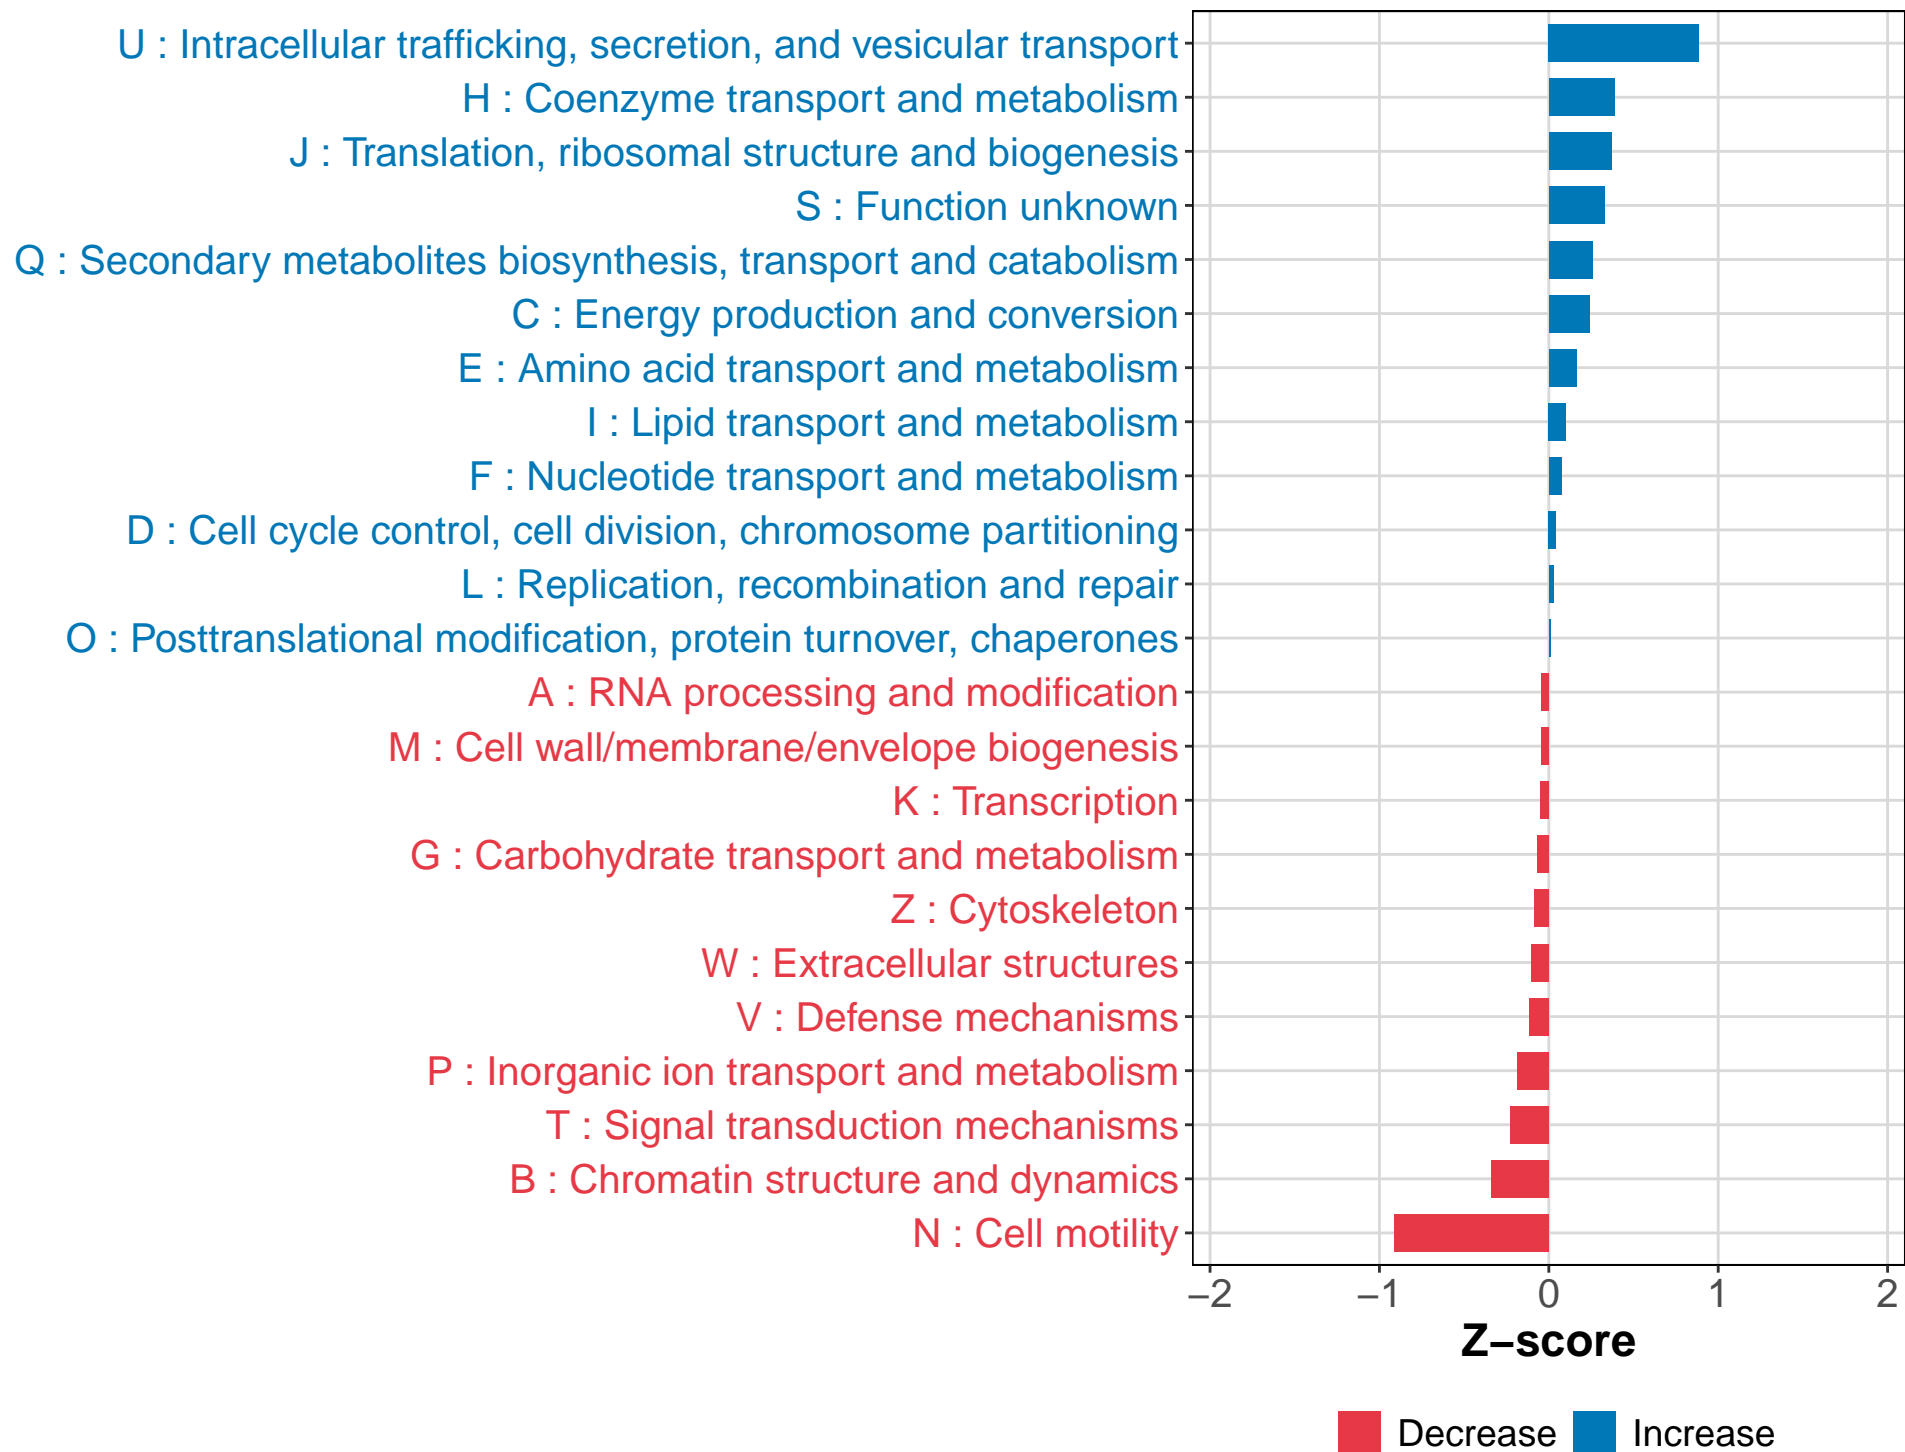 U : Intracellular trafficking, secretion, and vesicular transport
H : Coenzyme transport and metabolism
J : Translation, ribosomal structure and biogenesis
S : Function unknown
Q : Secondary metabolites biosynthesis, transport and catabolism
C : Energy production and conversion
E : Amino acid transport and metabolism
I : Lipid transport and metabolism
F : Nucleotide transport and metabolism
D : Cell cycle control, cell division, chromosome partitioning
L : Replication, recombination and repair
O : Posttranslational modification, protein turnover, chaperones
A : RNA processing and modification
M : Cell wall/membrane/envelope biogenesis
K : Transcription
G : Carbohydrate transport and metabolism
Z : Cytoskeleton
W : Extracellular structures
V : Defense mechanisms
P : Inorganic ion transport and metabolism
T : Signal transduction mechanisms
B : Chromatin structure and dynamics
N : Cell motility
−2 −1 0 1 2
Z−score
Decrease Increase